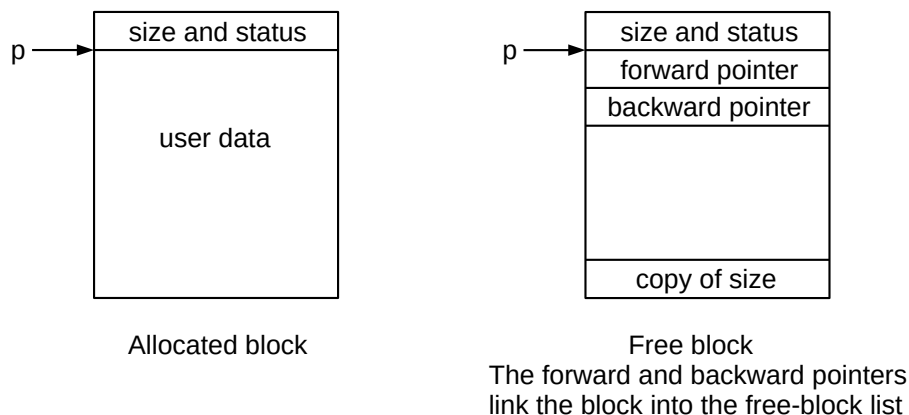 size and status
p
user data
Allocated block
size and status
p
forward pointer
backward pointer
copy of size
Free block
The forward and backward pointers
link the block into the free-block list